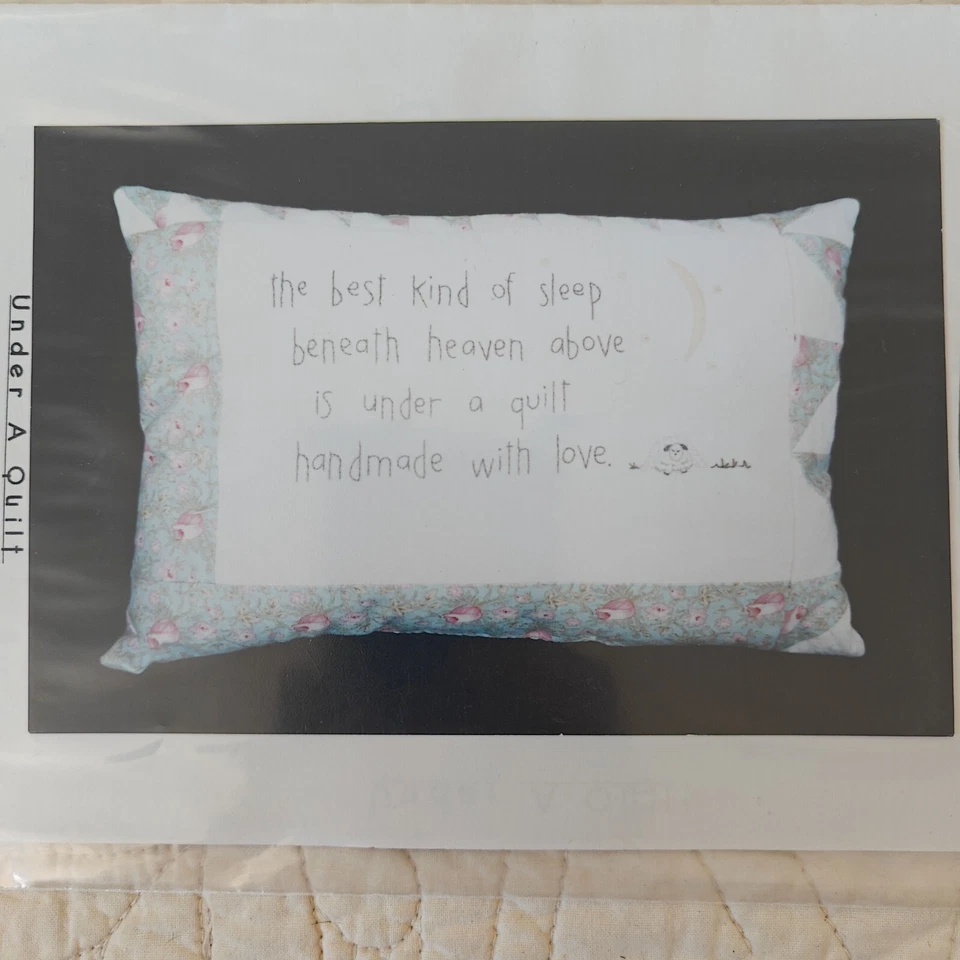 Under A Quilt
the best kind of sleep
beneath heaven above
is under a quilt
handmade with love.